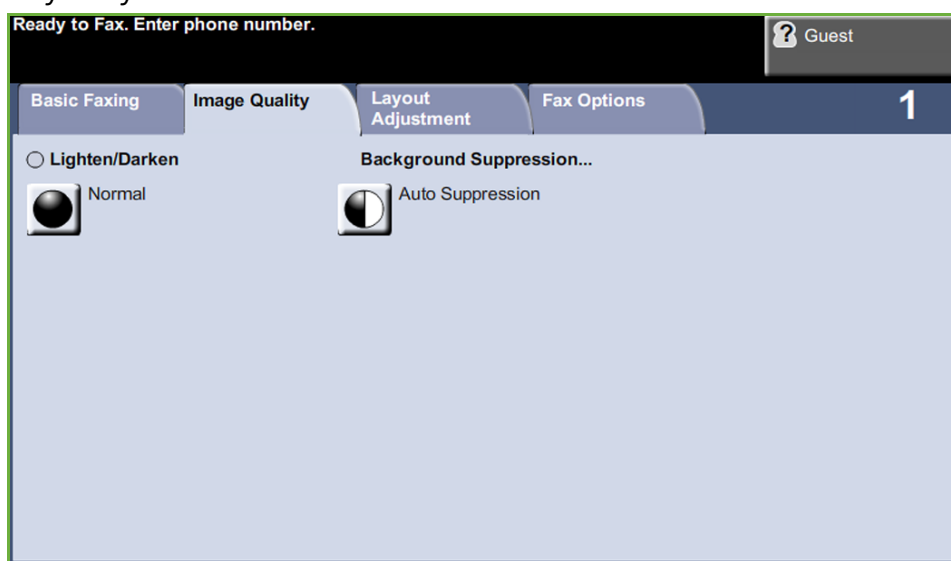 Ready to Fax. Enter phone number.
? Guest
Basic Faxing
Image Quality
Layout
Adjustment
Fax Options
1
Lighten/Darken
Background Suppression...
Normal
Auto Suppression